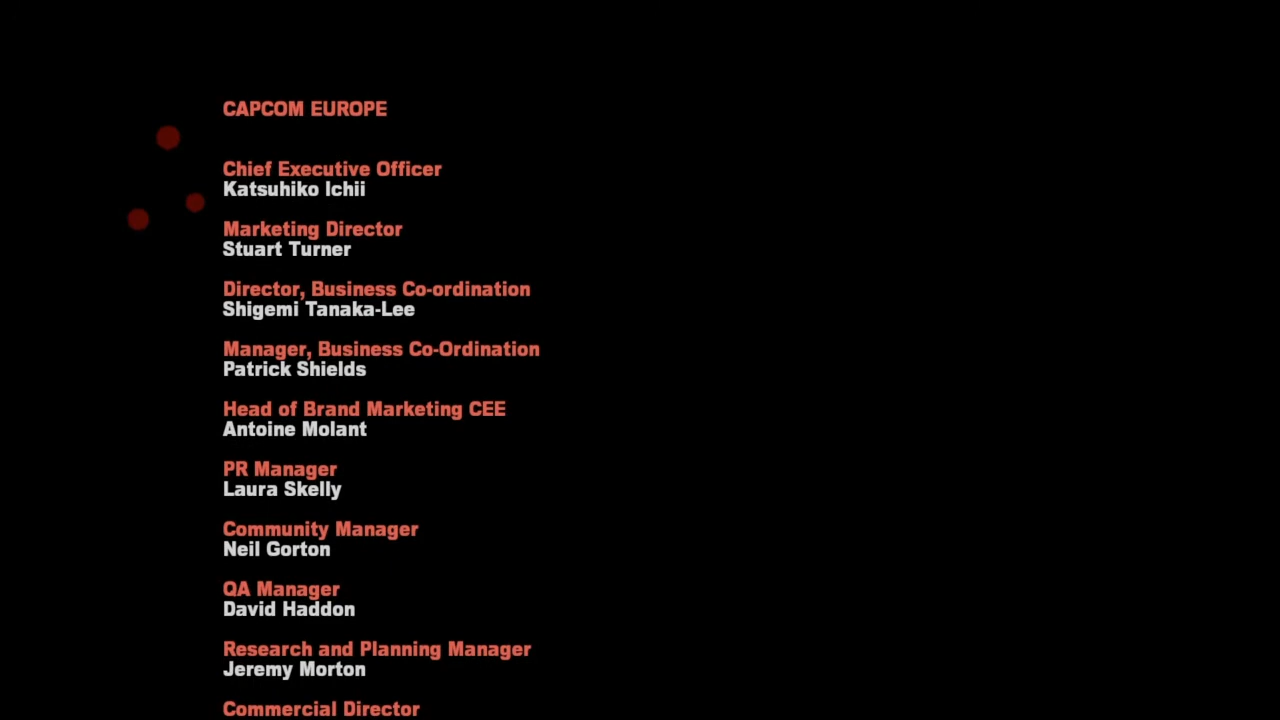 CAPCOM EUROPE
Chief Executive Officer
Katsuhiko Ichii
Marketing Director
Stuart Turner
Director, Business Co-ordination
Shigemi Tanaka-Lee
Manager, Business Co-Ordination
Patrick Shields
Head of Brand Marketing CEE
Antoine Molant
PR Manager
Laura Skelly
Community Manager
Neil Gorton
QA Manager
David Haddon
Research and Planning Manager
Jeremy Morton
Commercial Director